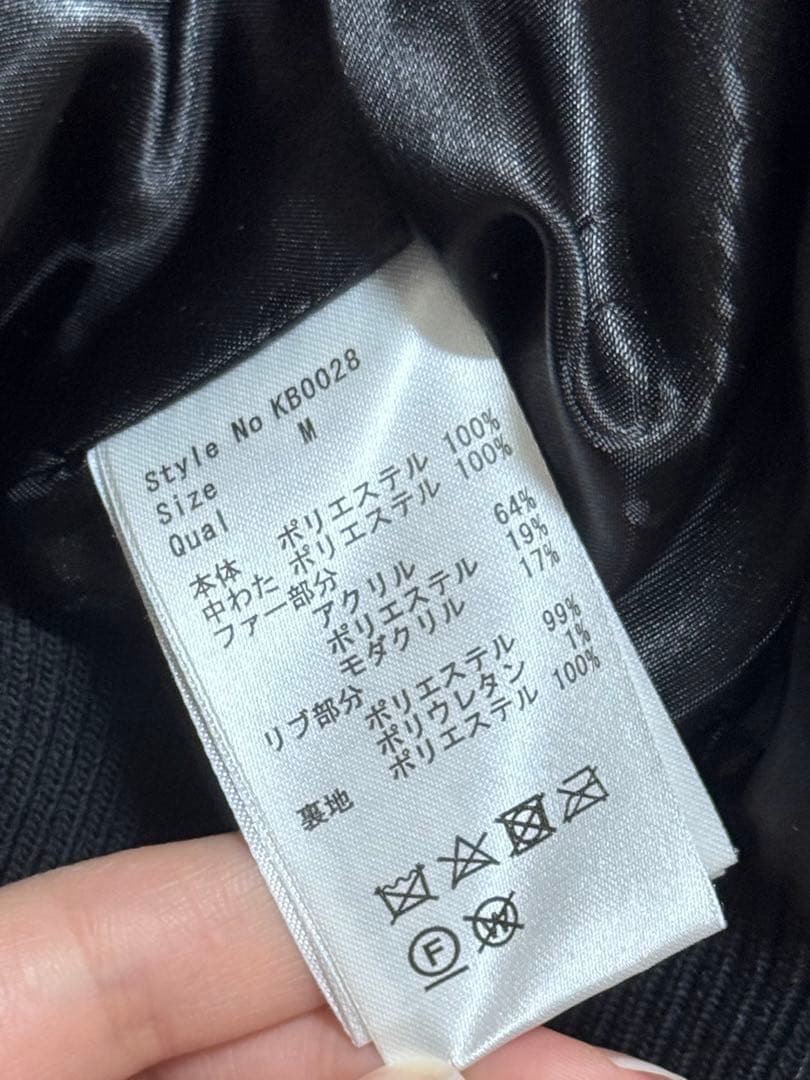 Style No KB0028
Size M
Qual
本体 ポリエステル 100%
中わた ポリエステル 100%
ファー部分
アクリル 64%
ポリエステル 19%
モダクリル 17%
リブ部分
ポリエステル 99%
ポリウレタン 1%
裏地 ポリエステル 100%
F W